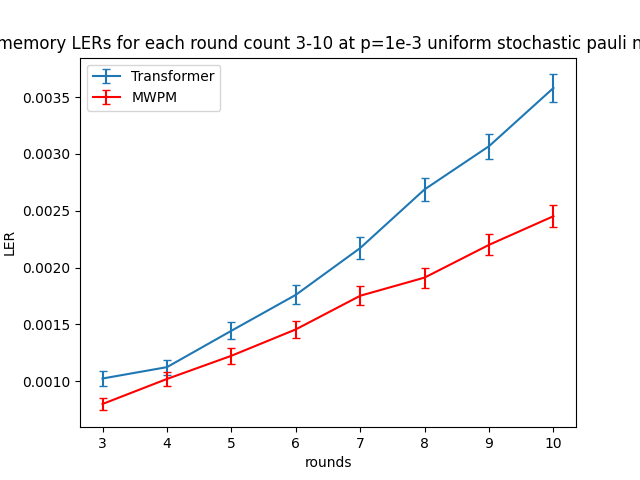 memory LERs for each round count 3-10 at p=1e-3 uniform stochastic pauli
Transformer
MWPM
LER
0.0035
0.0030
0.0025
0.0020
0.0015
0.0010
3 4 5 6 7 8 9 10
rounds